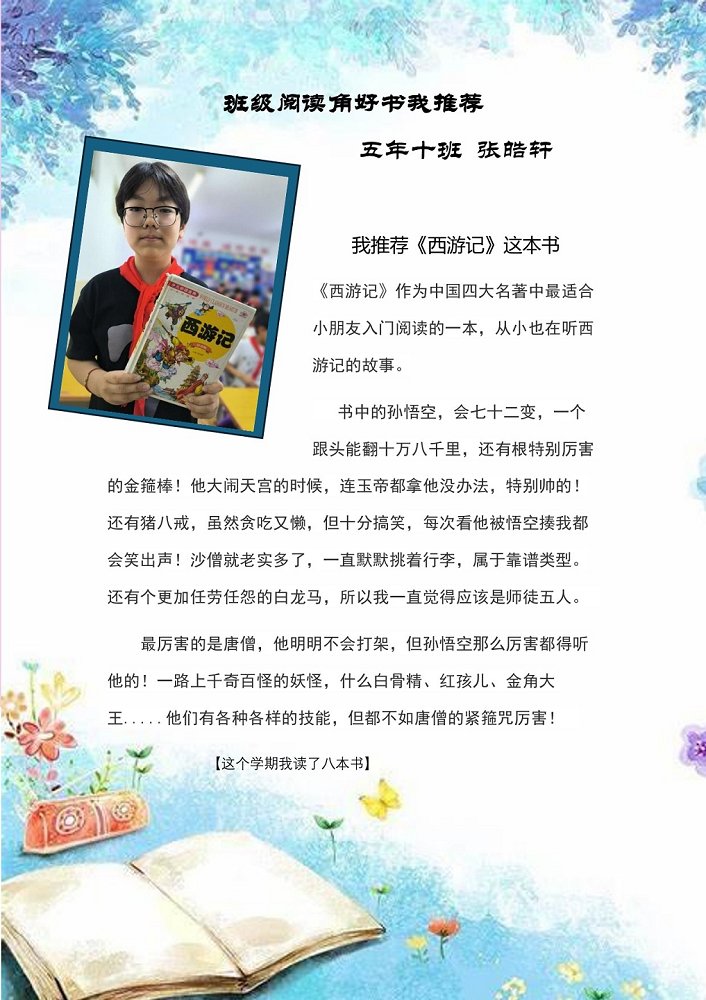 班级阅读角好书我推荐
五年十班 张皓轩
西游记
我推荐《西游记》这本书
《西游记》作为中国四大名著中最适合
小朋友入门阅读的一本，从小也在听西
游记的故事。
书中的孙悟空，会七十二变，一个
跟头能翻十万八千里，还有根特别厉害
的金箍棒！他大闹天宫的时候，连玉帝都拿他没办法，特别帅的！
还有猪八戒，虽然贪吃又懒，但十分搞笑，每次看他被悟空揍我都
会笑出声！沙僧就老实多了，一直默默挑着行李，属于靠谱类型。
还有个更加任劳任怨的白龙马，所以我一直觉得应该是师徒五人。
最厉害的是唐僧，他明明不会打架，但孙悟空那么厉害都得听
他的！一路上千奇百怪的妖怪，什么白骨精、红孩儿、金角大
王.....他们有各种各样的技能，但都不如唐僧的紧箍咒厉害！
【这个学期我读了八本书】